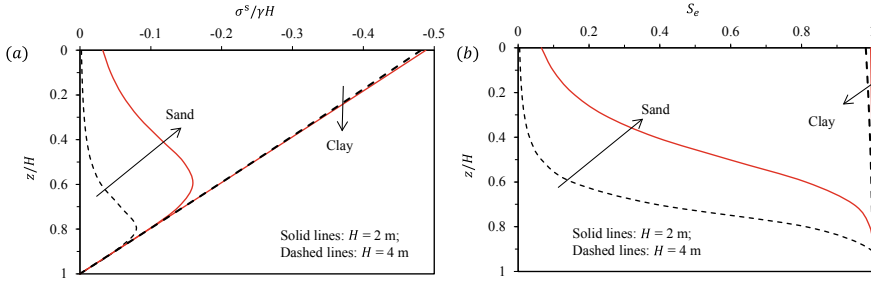 σˢ/γH
0 -0.1 -0.2 -0.3 -0.4 -0.5
(a)
z/H
0
0.2
0.4
0.6
0.8
1
Sand
Clay
Solid lines: H = 2 m;
Dashed lines: H = 4 m
Sₑ
0 0.2 0.4 0.6 0.8 1
(b)
z/H
0
0.2
0.4
0.6
0.8
1
Sand
Clay
Solid lines: H = 2 m;
Dashed lines: H = 4 m